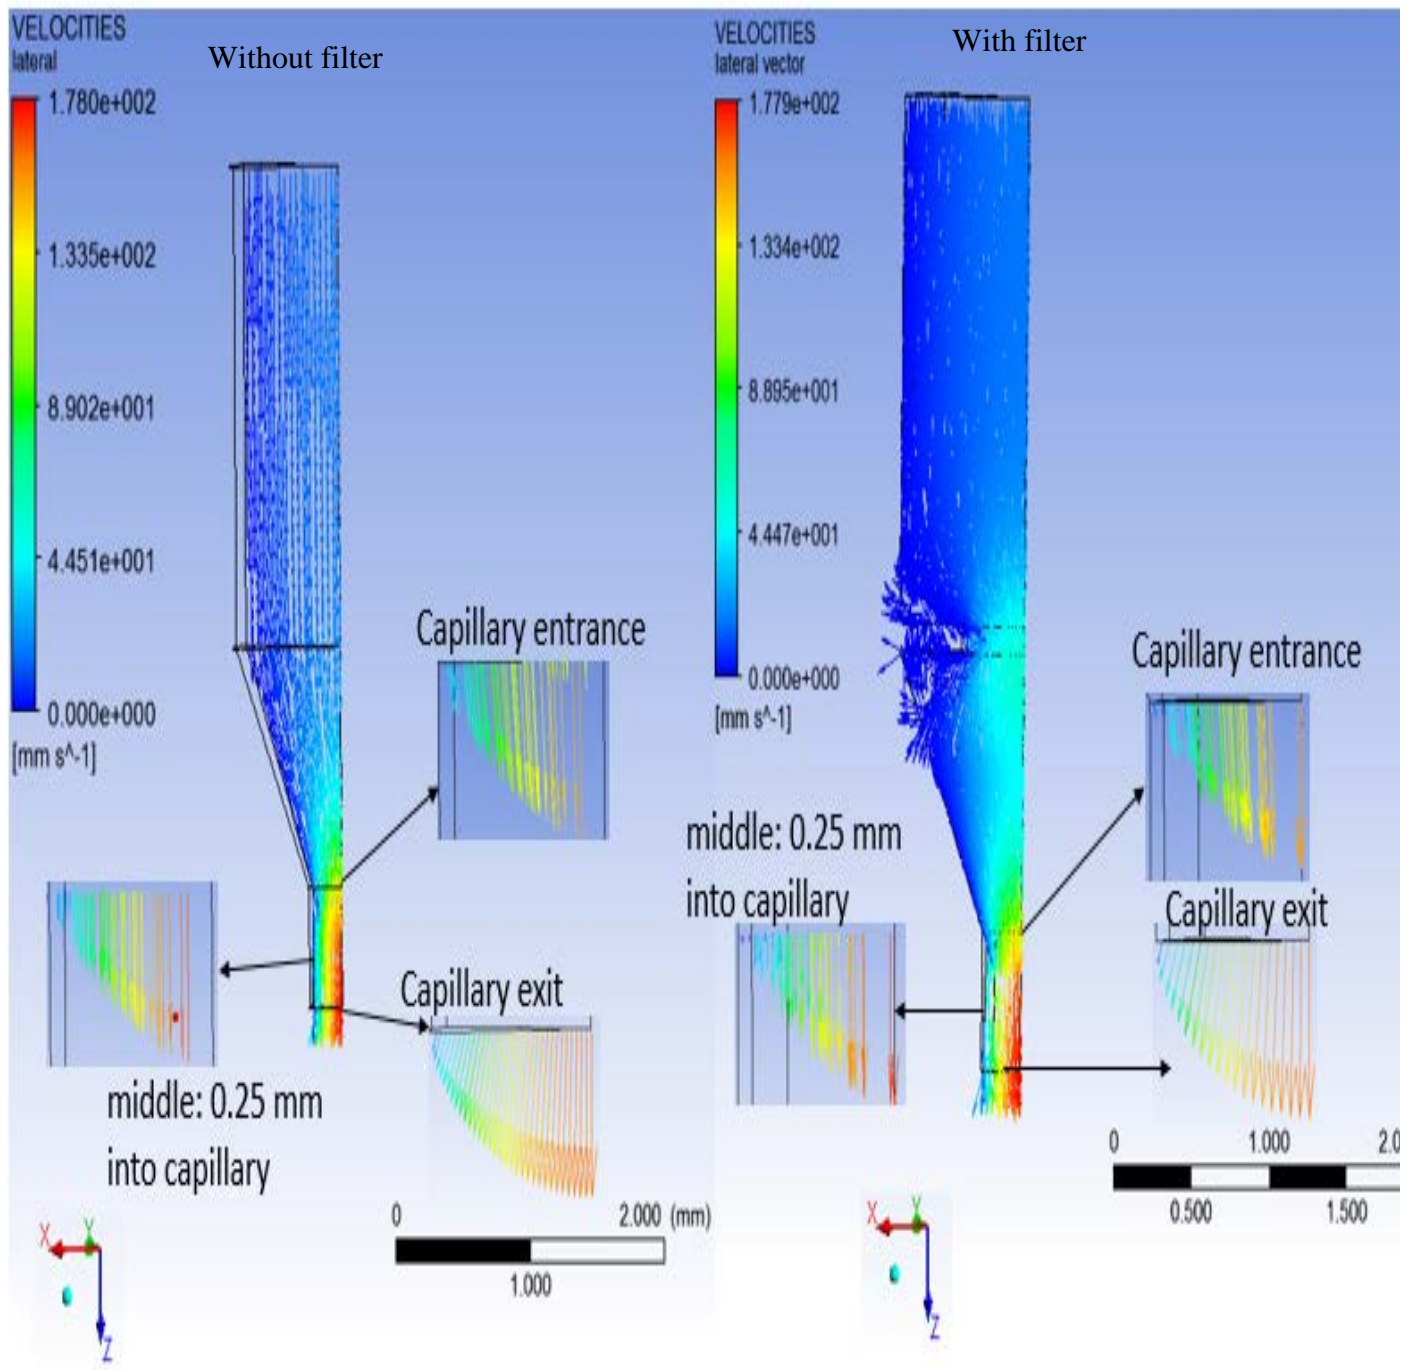 VELOCITIES
lateral
Without filter
1.780e+002
1.335e+002
8.902e+001
4.451e+001
0.000e+000
[mm s^-1]
Capillary entrance
Capillary exit
middle: 0.25 mm
into capillary
0
2.000 (mm)
1.000
X
Y
Z
VELOCITIES
lateral vector
With filter
1.779e+002
1.334e+002
8.895e+001
4.447e+001
0.000e+000
[mm s^-1]
Capillary entrance
middle: 0.25 mm
into capillary
Capillary exit
0
1.000
2.0
0.500
1.500
X
Y
Z